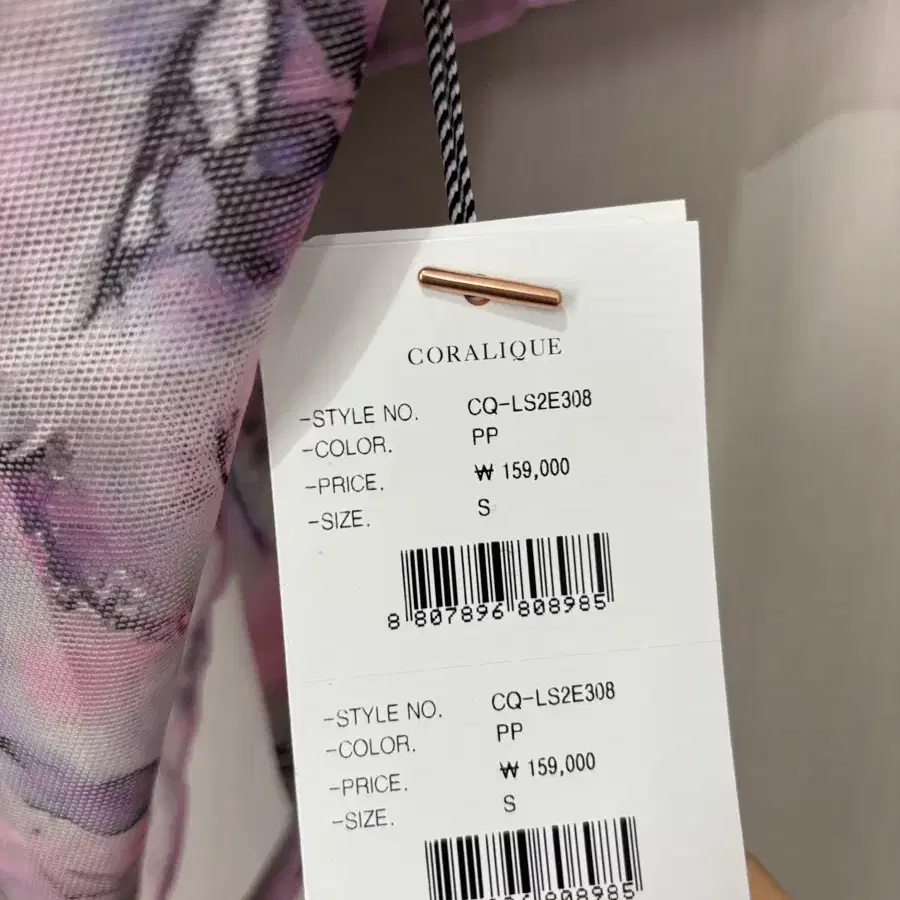 CORALIQUE
-STYLE NO. CQ-LS2E308
-COLOR. PP
-PRICE. ₩ 159,000
-SIZE. S
8 807896 808985
-STYLE NO. CQ-LS2E308
-COLOR. PP
-PRICE. ₩ 159,000
-SIZE. S
808985